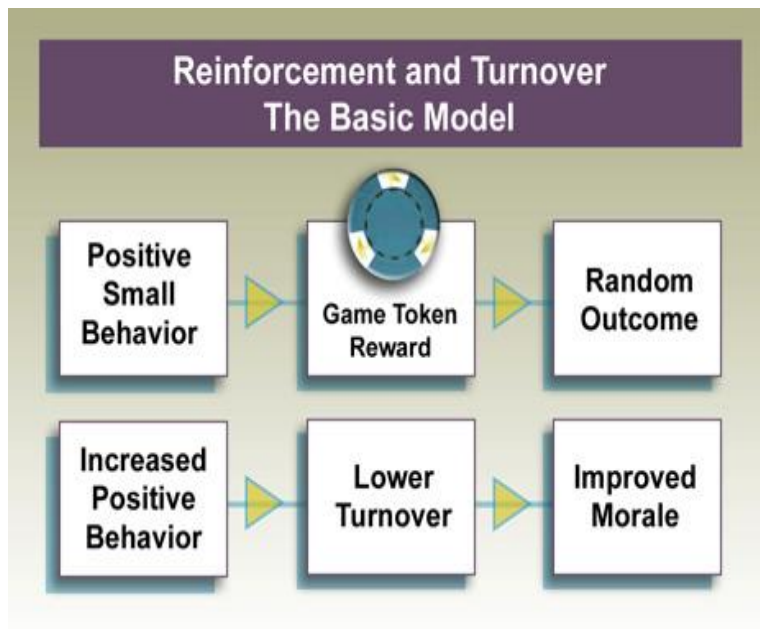 Reinforcement and Turnover
The Basic Model
Positive
Small
Behavior
Game Token
Reward
Random
Outcome
Increased
Positive
Behavior
Lower
Turnover
Improved
Morale